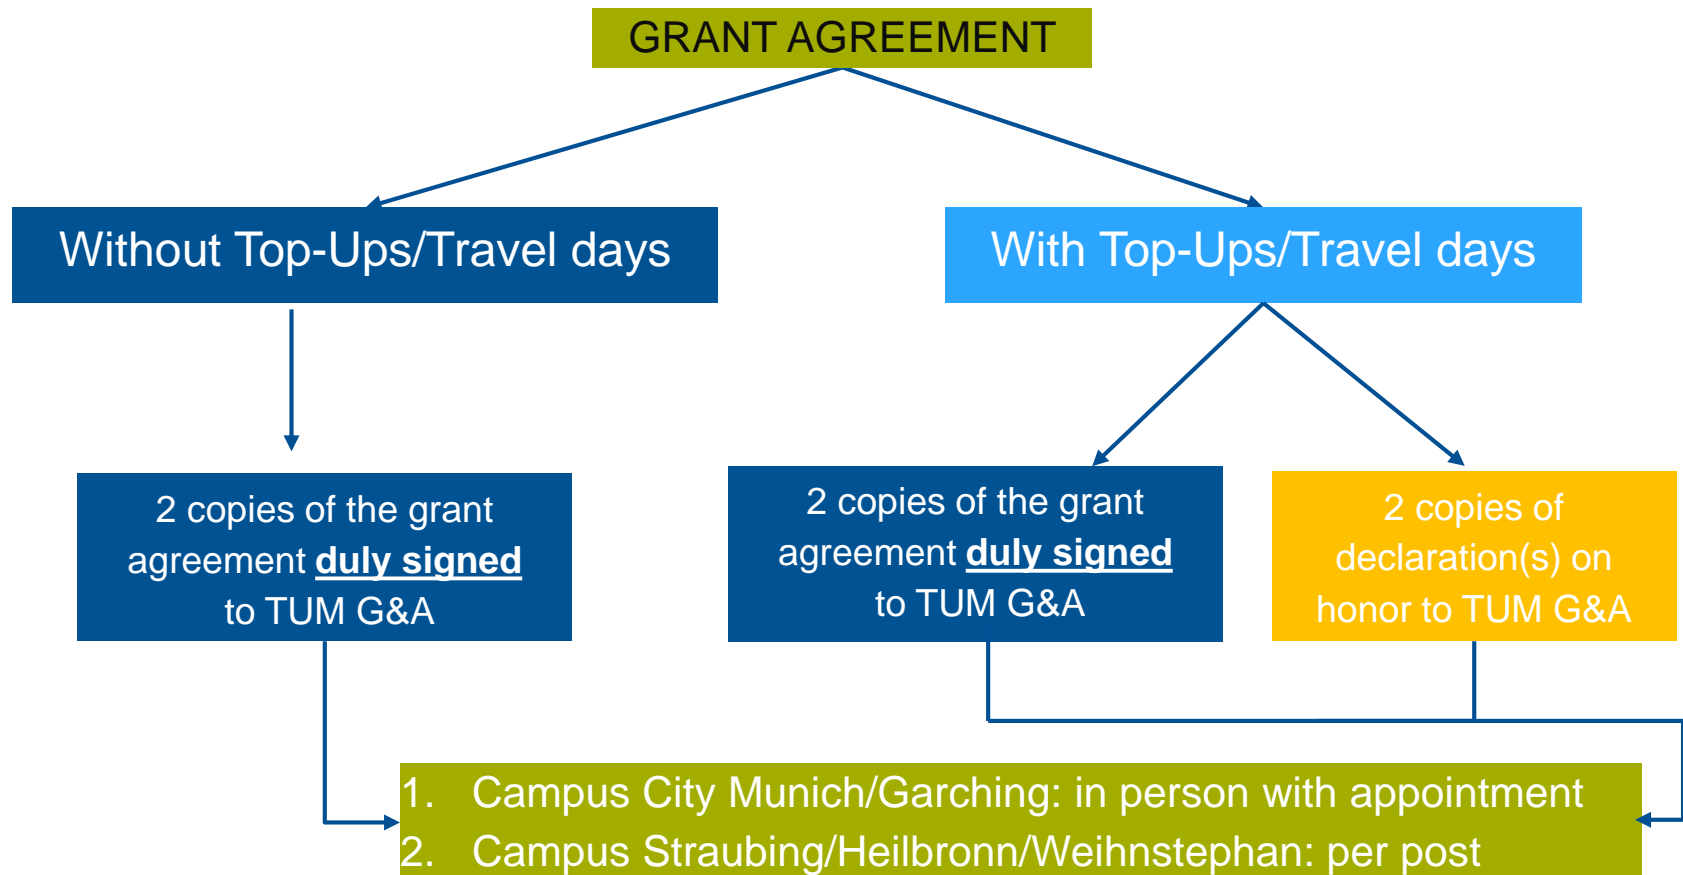 GRANT AGREEMENT
Without Top-Ups/Travel days
With Top-Ups/Travel days
2 copies of the grant
agreement duly signed
to TUM G&A
2 copies of the grant
agreement duly signed
to TUM G&A
2 copies of
declaration(s) on
honor to TUM G&A
1. Campus City Munich/Garching: in person with appointment
2. Campus Straubing/Heilbronn/Weihnstephan: per post